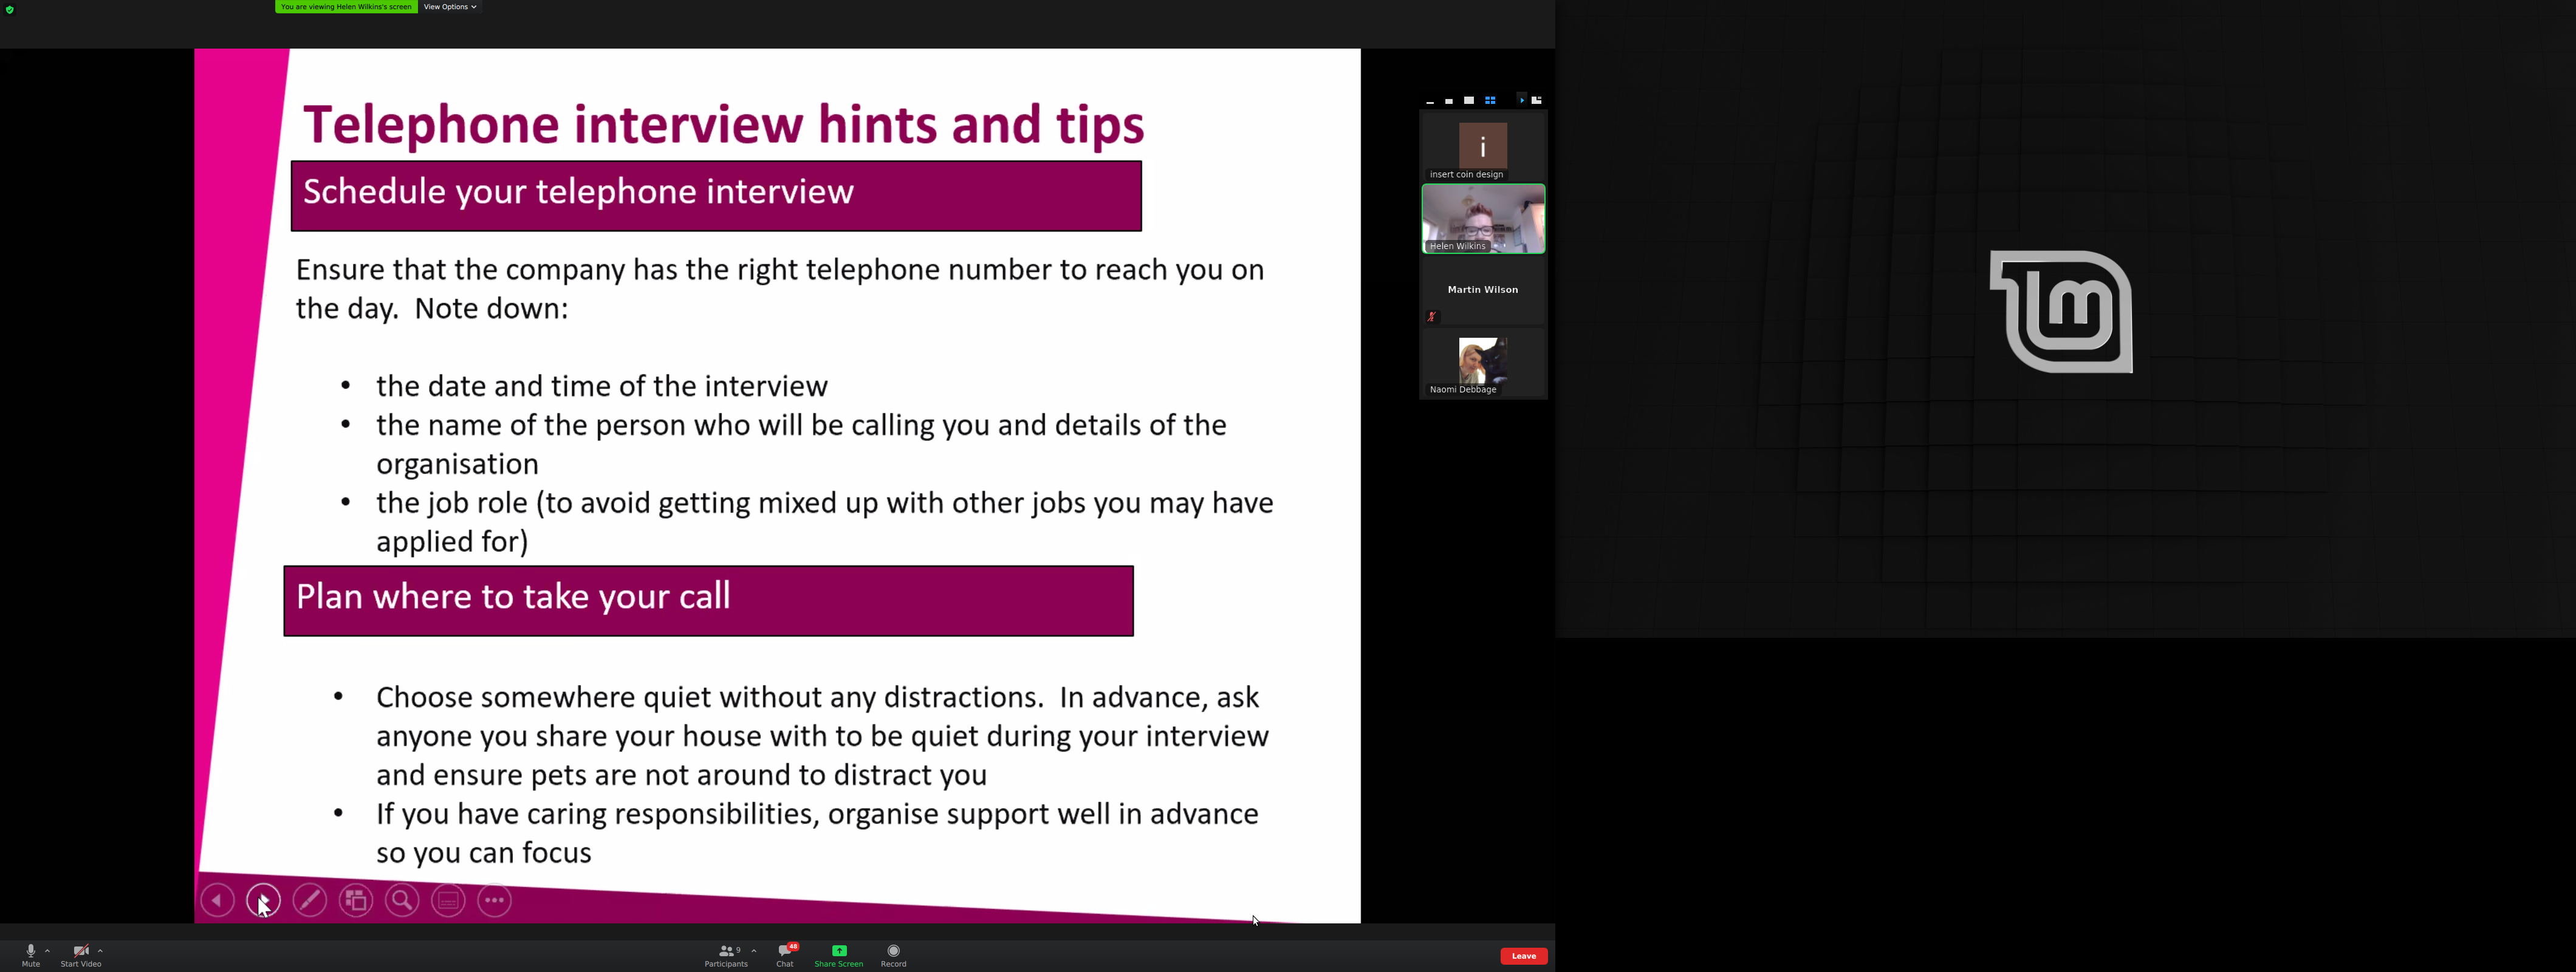 You are viewing Helen Wilkins's screen
View Options
Telephone interview hints and tips
Schedule your telephone interview
Ensure that the company has the right telephone number to reach you on
the day. Note down:
• the date and time of the interview
• the name of the person who will be calling you and details of the
organisation
• the job role (to avoid getting mixed up with other jobs you may have
applied for)
Plan where to take your call
• Choose somewhere quiet without any distractions. In advance, ask
anyone you share your house with to be quiet during your interview
and ensure pets are not around to distract you
• If you have caring responsibilities, organise support well in advance
so you can focus
i
insert coin design
Helen Wilkins
Martin Wilson
Naomi Debbage
lm
Mute
Start Video
9
Participants
48
Chat
Share Screen
Record
Leave